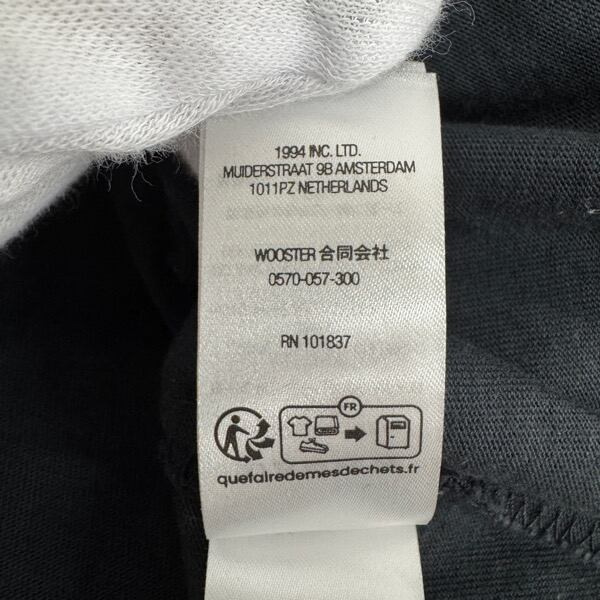 1994 INC. LTD.
MUIDERSTRAAT 9B AMSTERDAM
1011PZ NETHERLANDS
WOOSTER 合同会社
0570-057-300
RN 101837
FR
quefairedemesdechets.fr